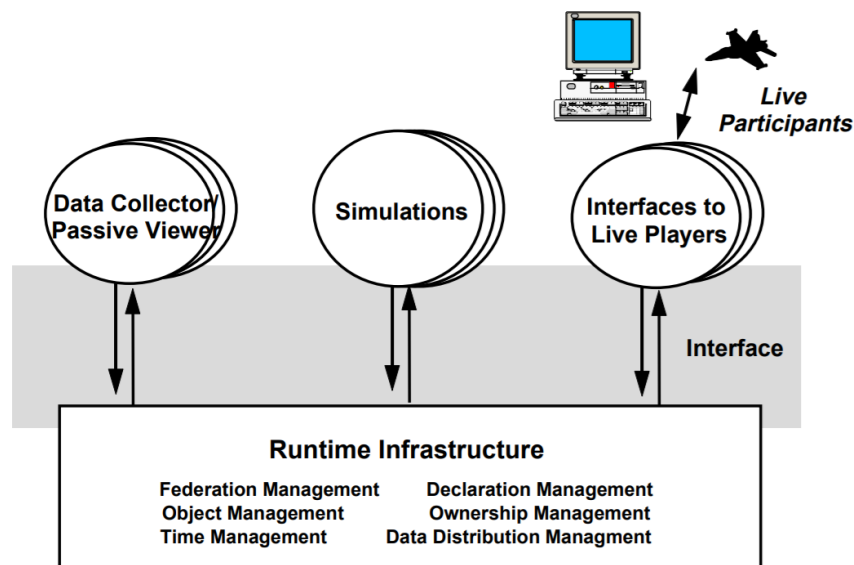 Live
Participants
Data Collector/
Passive Viewer
Simulations
Interfaces to
Live Players
Interface
Runtime Infrastructure
Federation Management Declaration Management
Object Management Ownership Management
Time Management Data Distribution Managment